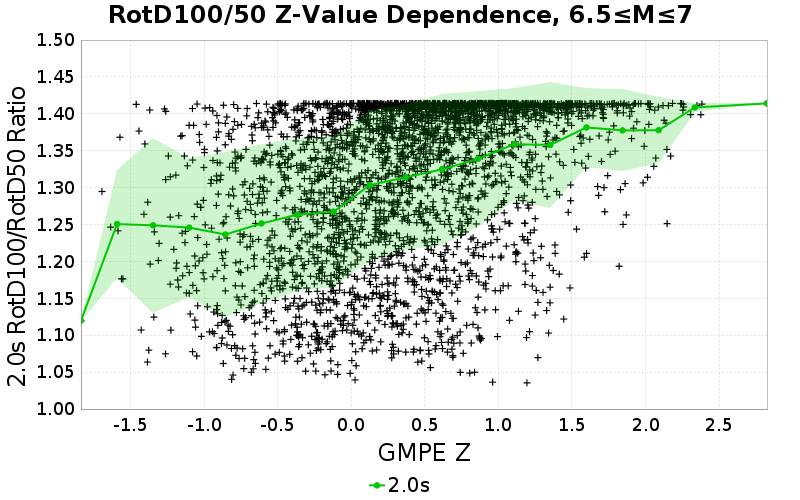 RotD100/50 Z-Value Dependence, 6.5≤M≤7
2.0s RotD100/RotD50 Ratio
1.50
1.45
1.40
1.35
1.30
1.25
1.20
1.15
1.10
1.05
1.00
-1.5 -1.0 -0.5 0.0 0.5 1.0 1.5 2.0 2.5
GMPE Z
2.0s